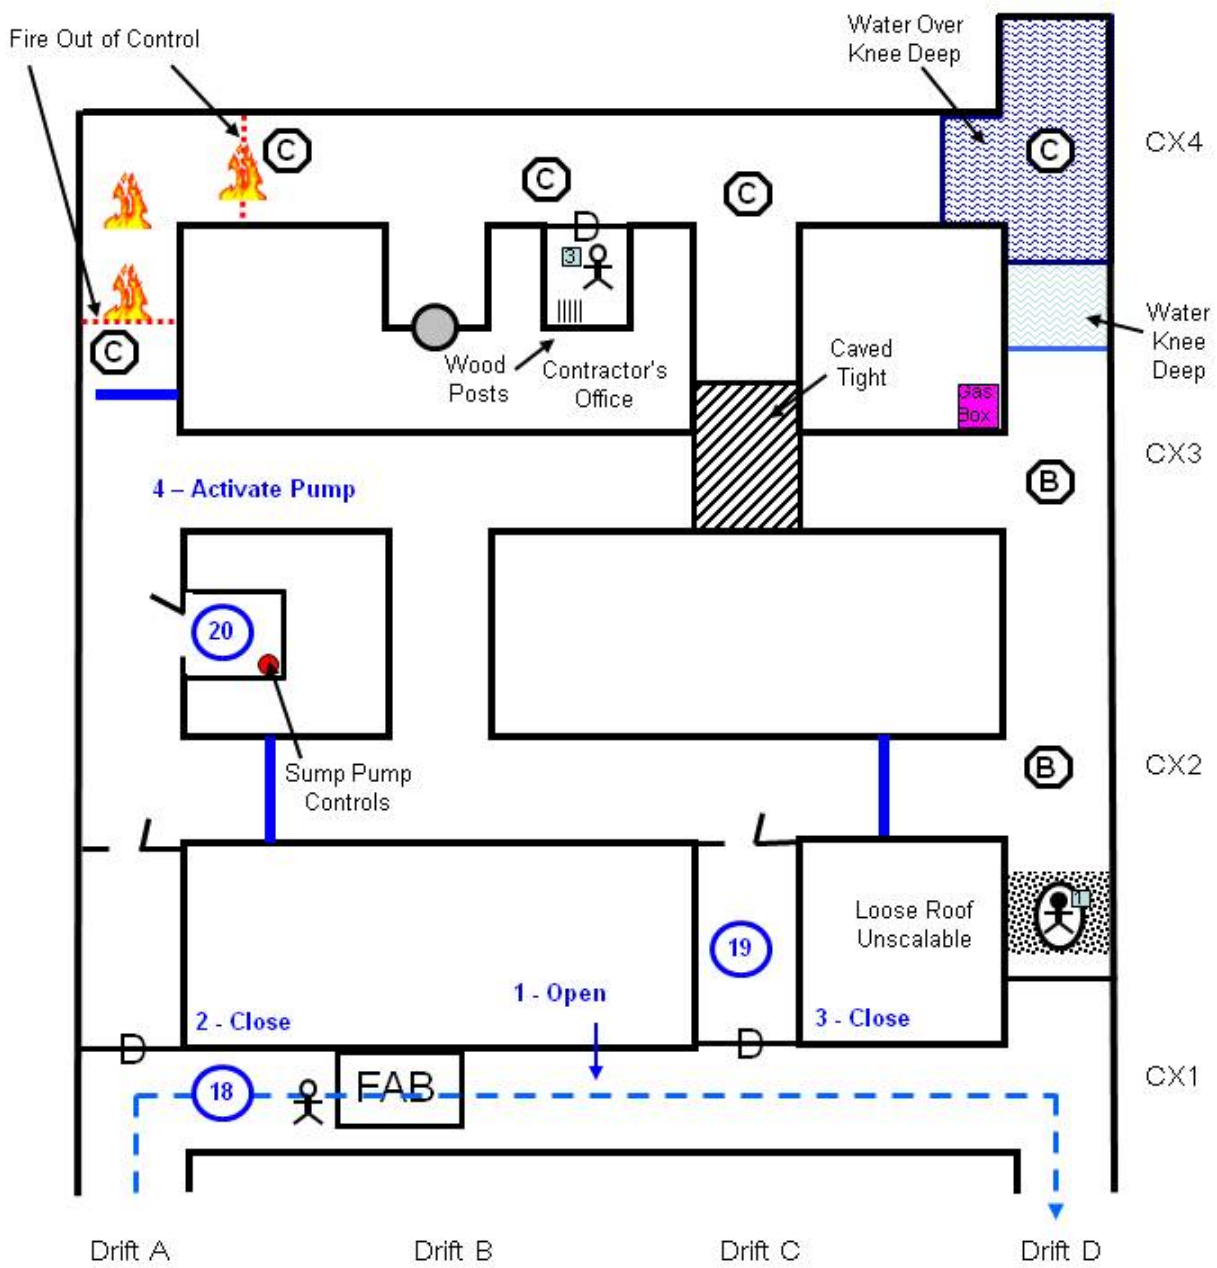 Fire Out of Control
Water Over
Knee Deep
C
C
C
C
CX4
D
3
C
Water
Knee
Deep
Wood
Posts
Contractor's
Office
Caved
Tight
Gas
Box
CX3
B
4 – Activate Pump
20
Sump Pump
Controls
B
CX2
1
Loose Roof
Unscalable
19
1 - Open
2 - Close
3 - Close
D
D
18
FAB
CX1
Drift A
Drift B
Drift C
Drift D